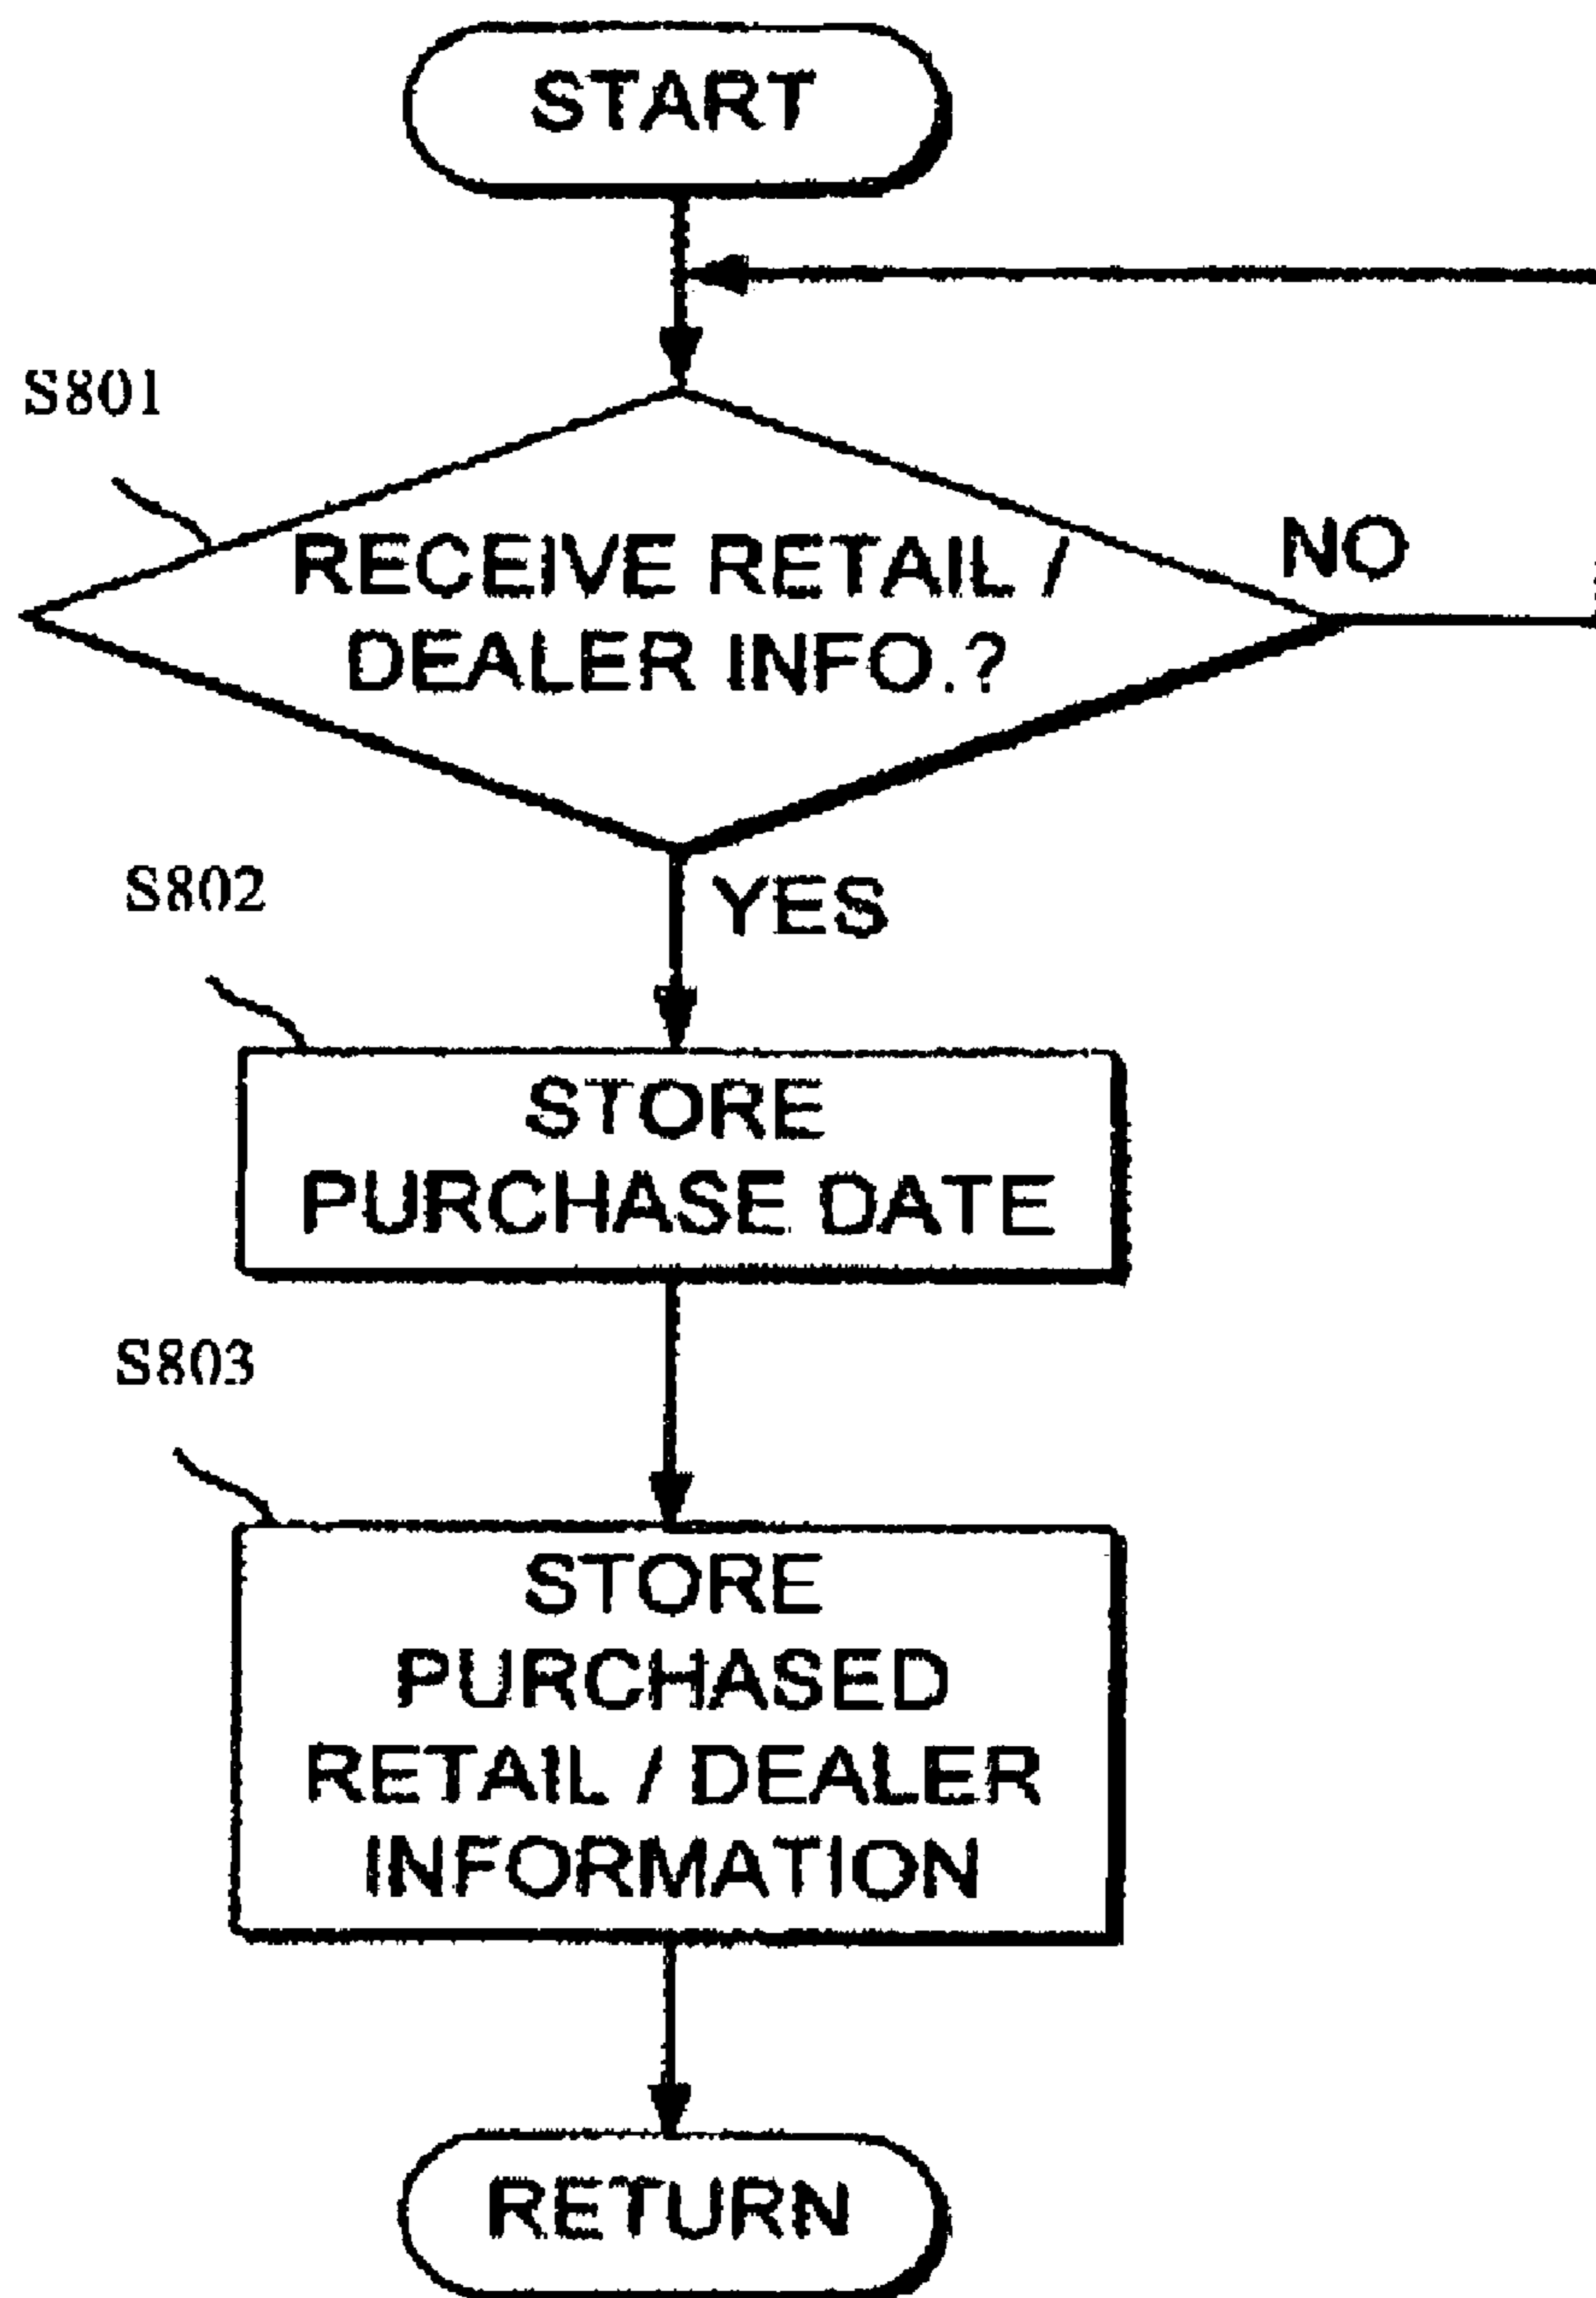 START
S801
RECEIVE RETAIL /
DEALER INFO.?
NO
YES
S802
STORE
PURCHASE DATE
S803
STORE
PURCHASED
RETAIL / DEALER
INFORMATION
RETURN